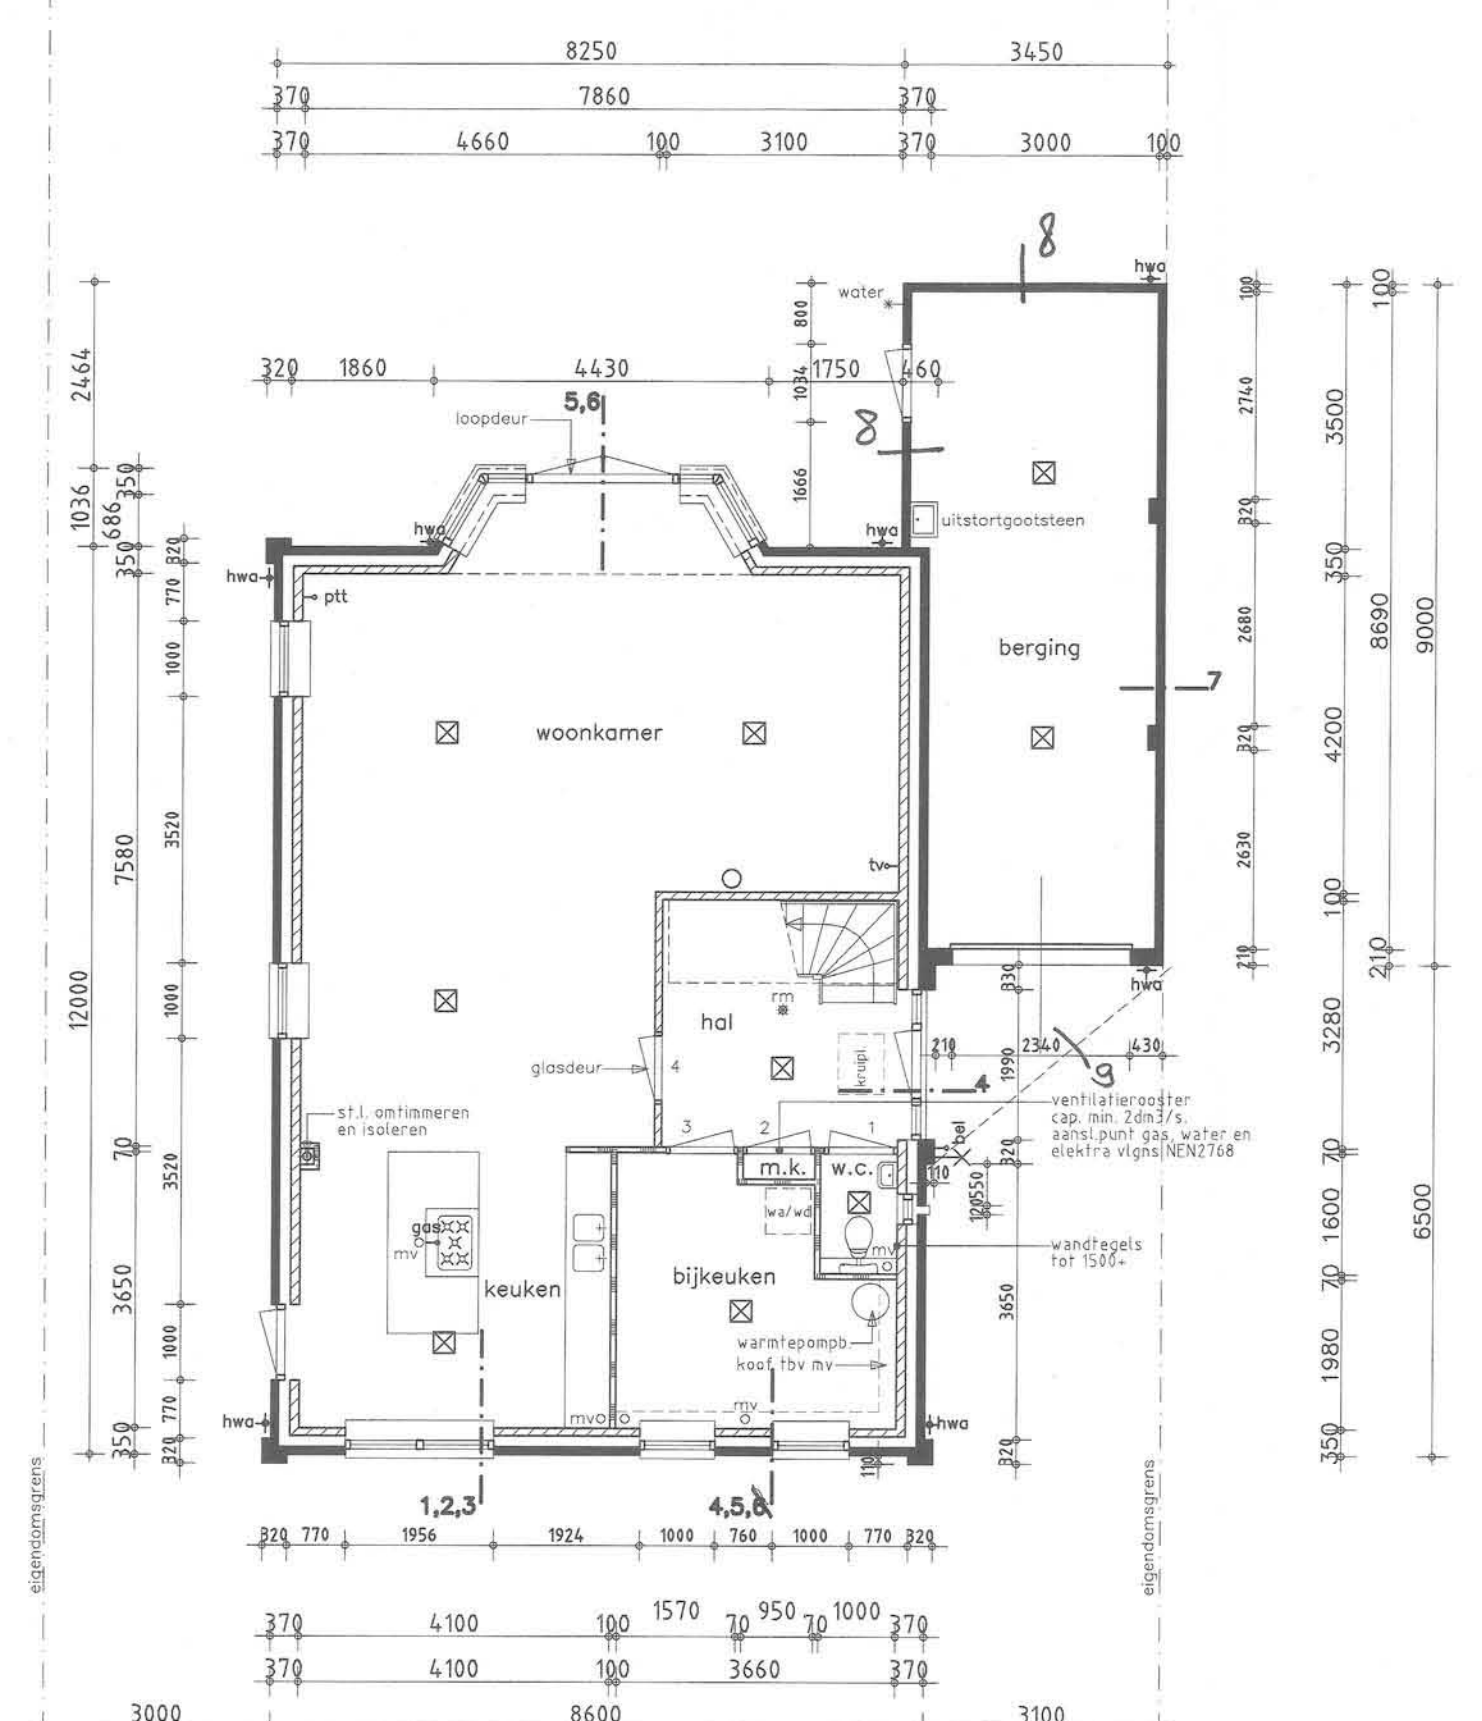 8250 3450
370 7860 370
370 4660 100 3100 370 3000 100
8
hwa
water
100
100
800
2464
320 1860 4430 1750 460
1034
2740
3500
5,6
loopdeur
8
1036
350
686
1666
320
uitstortgootsteen
hwa
hwa
350
320
hwa
350
770
ptt
1000
2680
8690
9000
berging
7
woonkamer
320
4200
3520
7580
2630
tv
100
210
210
12000
1000
330
hwa
rm
hal
3280
210 2340 430
1990
kruipl.
glasdeur
4
9
4
ventilatierooster
cap. min. 2dm3/s.
aansl.punt gas, water en
elektra vlgns NEN2768
st.l. omtimmeren
en isoleren
3 2 1
bel
70
320
70
m.k. w.c.
110
3520
550
120
wa/wd
1600
6500
gas
mv
mv
wandtegels
tot 1500+
3650
keuken
bijkeuken
70
3650
1000
warmtepompb.
koof tbv mv
1980
770
mv
hwa
mv
hwa
350
320
110
320
350
eigendomsgrens
eigendomsgrens
1,2,3
4,5,6
320 770 1956 1924 1000 760 1000 770 320
370 4100 100 1570 70 950 70 1000 370
370 4100 100 3660 370
3000 8600 3100